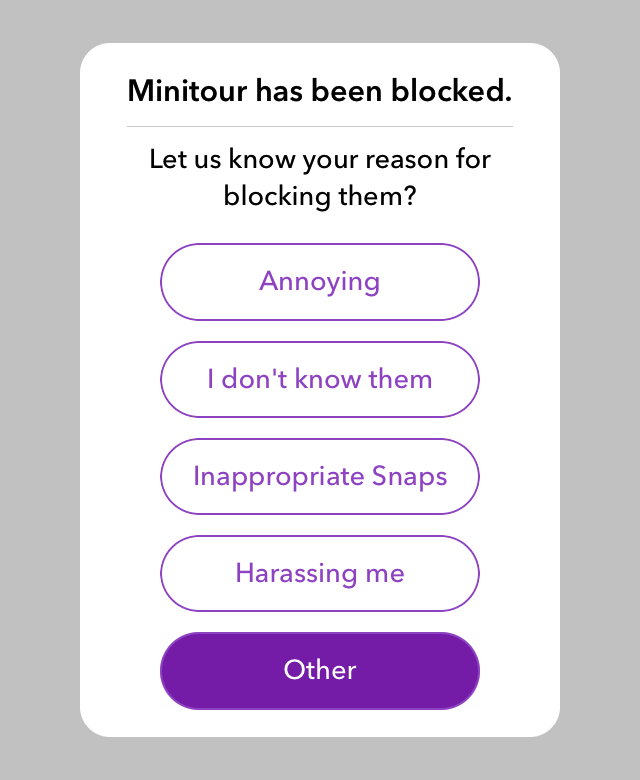 Minitour has been blocked.
Let us know your reason for
blocking them?
Annoying
I don't know them
Inappropriate Snaps
Harassing me
Other